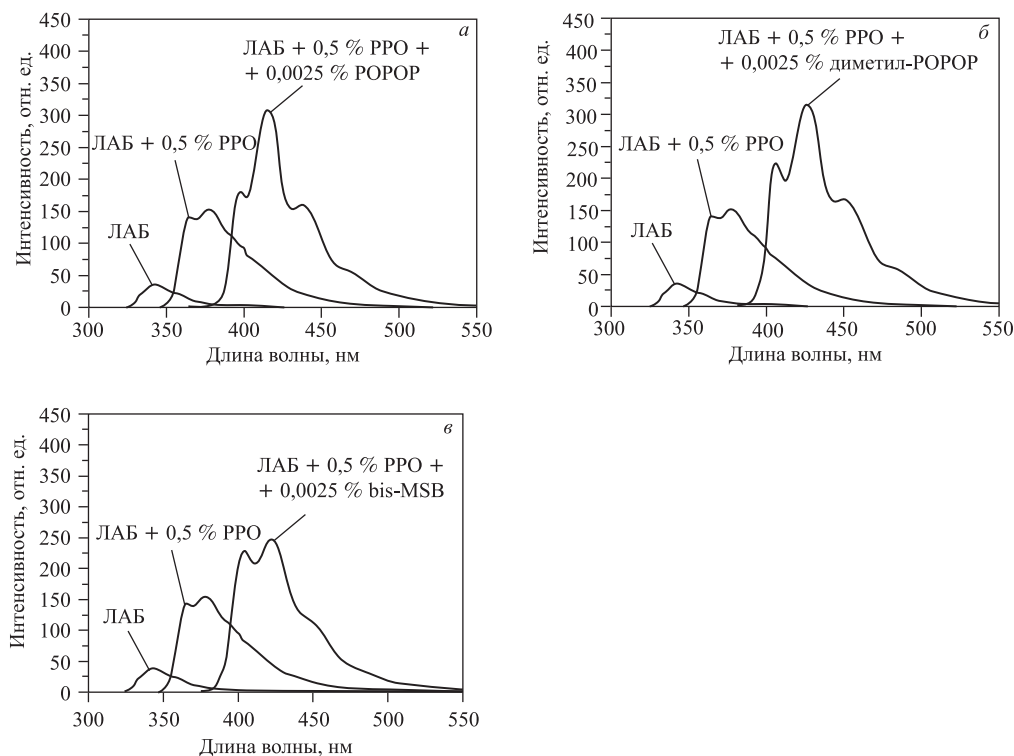 450
400
350
300
250
200
150
100
50
0
Интенсивность, отн. ед.
а
ЛАБ + 0,5 % PPO +
+ 0,0025 % POPOP
ЛАБ + 0,5 % PPO
ЛАБ
300 350 400 450 500 550
Длина волны, нм
450
400
350
300
250
200
150
100
50
0
Интенсивность, отн. ед.
б
ЛАБ + 0,5 % PPO +
+ 0,0025 % диметил-POPOP
ЛАБ + 0,5 % PPO
ЛАБ
300 350 400 450 500 550
Длина волны, нм
450
400
350
300
250
200
150
100
50
0
Интенсивность, отн. ед.
в
ЛАБ + 0,5 % PPO +
+ 0,0025 % bis-MSB
ЛАБ + 0,5 % PPO
ЛАБ
300 350 400 450 500 550
Длина волны, нм